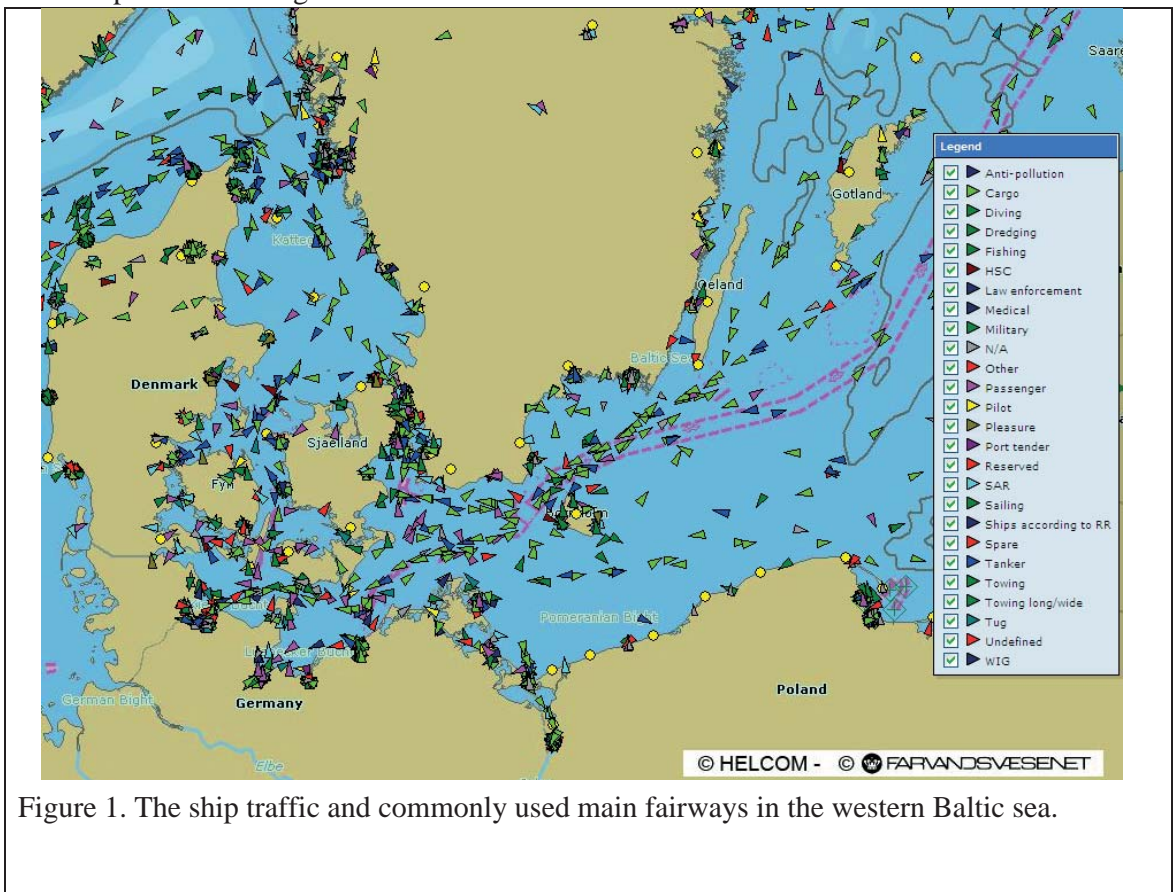 Saare
Legend
Anti-pollution
Cargo
Diving
Dredging
Fishing
HSC
Law enforcement
Medical
Military
N/A
Other
Passenger
Pilot
Pleasure
Port tender
Reserved
SAR
Sailing
Ships according to RR
Spare
Tanker
Towing
Towing long/wide
Tug
Undefined
WIG
Gotland
Katte
Oeland
Baltic Se
Denmark
Sjaelland
Fyn
Pomeranian Bight
German Bight
Germany
Poland
Elbe
© HELCOM - © FARVANDSVÆSENET
Figure 1. The ship traffic and commonly used main fairways in the western Baltic sea.